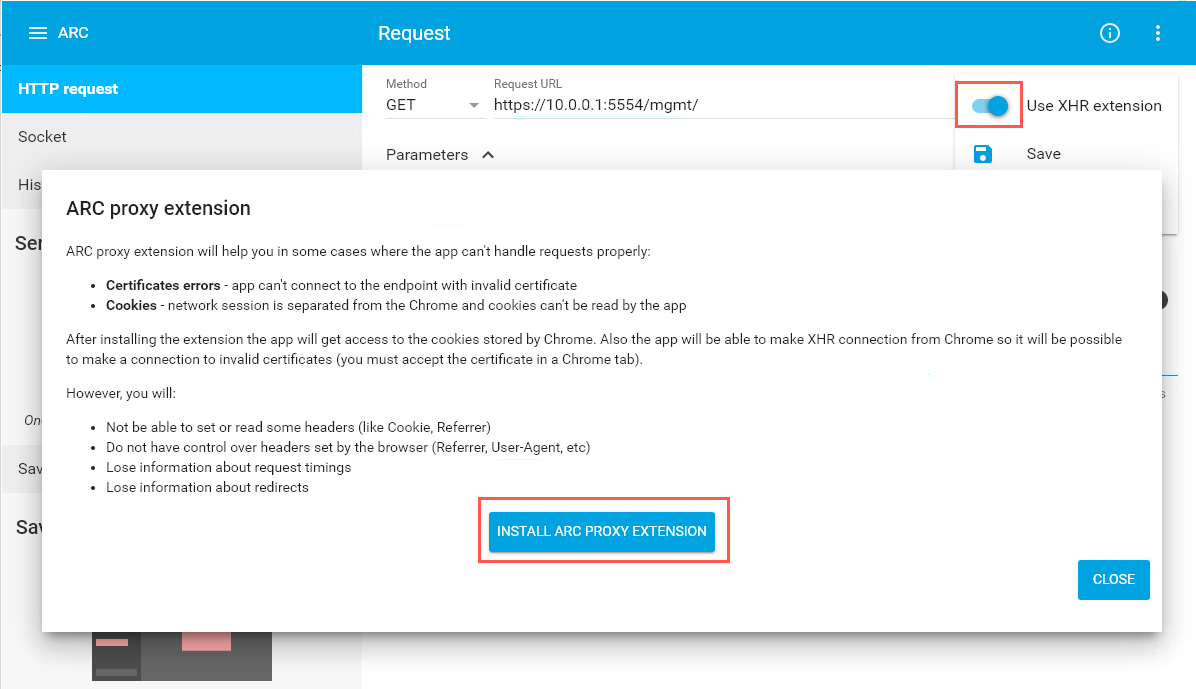 ARC
Request
HTTP request
Method
Request URL
GET
https://10.0.0.1:5554/mgmt/
Use XHR extension
Socket
Parameters
Save
ARC proxy extension
ARC proxy extension will help you in some cases where the app can't handle requests properly:
Certificates errors - app can't connect to the endpoint with invalid certificate
Cookies - network session is separated from the Chrome and cookies can't be read by the app
After installing the extension the app will get access to the cookies stored by Chrome. Also the app will be able to make XHR connection from Chrome so it will be possible
to make a connection to invalid certificates (you must accept the certificate in a Chrome tab).
However, you will:
Not be able to set or read some headers (like Cookie, Referrer)
Do not have control over headers set by the browser (Referrer, User-Agent, etc)
Lose information about request timings
Lose information about redirects
INSTALL ARC PROXY EXTENSION
CLOSE